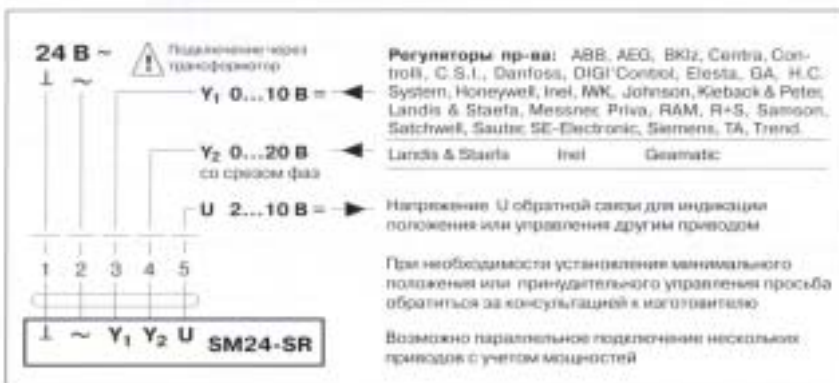 24 В ~
Подключение через
трансформатор
⊥ ~
Y₁ 0...10 В =
Регуляторы пр-ва: ABB, AEG, BKIz, Centra, Con-
trolli, C.S.I., Danfoss, DIGI Control, Elesta, GA, H.C.
System, Honeywell, Inel, IWK, Johnson, Kieback & Peter,
Landis & Staefa, Messner, Priva, RAM, R+S, Samson,
Satchwell, Sauter, SE-Electronic, Siemens, TA, Trend.
Y₂ 0...20 В
со срезом фаз
Landis & Staefa Inel Geamatic
U 2...10 В =
Напряжение U обратной связи для индикации
положения или управления другим приводом
1 2 3 4 5
При необходимости установления минимального
положения или принудительного управления просьба
обратиться за консультацией к изготовителю
⊥ ~ Y₁ Y₂ U SM24-SR
Возможно параллельное подключение нескольких
приводов с учетом мощностей